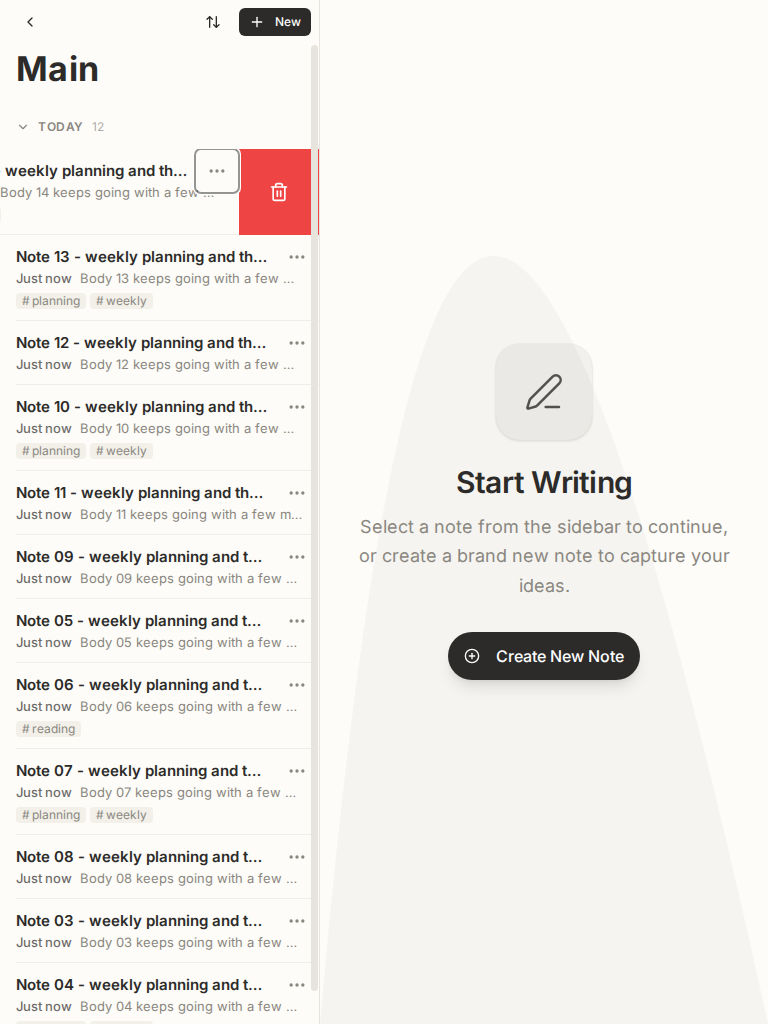 New
Main
TODAY 12
weekly planning and th...
Body 14 keeps going with a few ...
Note 13 - weekly planning and th...
Just now Body 13 keeps going with a few ...
# planning # weekly
Note 12 - weekly planning and th...
Just now Body 12 keeps going with a few ...
Note 10 - weekly planning and th...
Just now Body 10 keeps going with a few ...
# planning # weekly
Note 11 - weekly planning and th...
Just now Body 11 keeps going with a few m...
Note 09 - weekly planning and t...
Just now Body 09 keeps going with a few ...
Note 05 - weekly planning and t...
Just now Body 05 keeps going with a few ...
Note 06 - weekly planning and t...
Just now Body 06 keeps going with a few ...
# reading
Note 07 - weekly planning and t...
Just now Body 07 keeps going with a few ...
# planning # weekly
Note 08 - weekly planning and t...
Just now Body 08 keeps going with a few ...
Note 03 - weekly planning and t...
Just now Body 03 keeps going with a few ...
Note 04 - weekly planning and t...
Just now Body 04 keeps going with a few ...
Start Writing
Select a note from the sidebar to continue,
or create a brand new note to capture your
ideas.
Create New Note